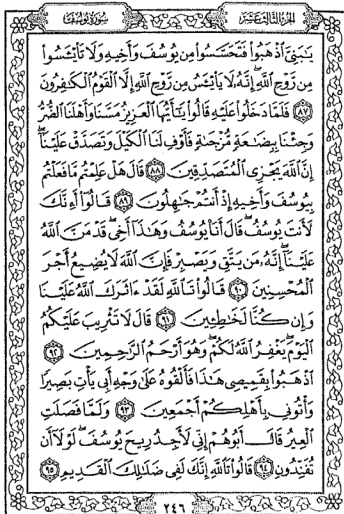 سورة يوسف
الجزء الثالث عشر
يَٰبَنِىَّ ٱذْهَبُوا۟ فَتَحَسَّسُوا۟ مِن يُوسُفَ وَأَخِيهِ وَلَا تَا۟يْـَٔسُوا۟
مِن رَّوْحِ ٱللَّهِ إِنَّهُۥ لَا يَا۟يْـَٔسُ مِن رَّوْحِ ٱللَّهِ إِلَّا ٱلْقَوْمُ ٱلْكَٰفِرُونَ
٨٧ فَلَمَّا دَخَلُوا۟ عَلَيْهِ قَالُوا۟ يَٰٓأَيُّهَا ٱلْعَزِيزُ مَسَّنَا وَأَهْلَنَا ٱلضُّرُّ
وَجِئْنَا بِبِضَٰعَةٍ مُّزْجَىٰةٍ فَأَوْفِ لَنَا ٱلْكَيْلَ وَتَصَدَّقْ عَلَيْنَآ
إِنَّ ٱللَّهَ يَجْزِى ٱلْمُتَصَدِّقِينَ ٨٨ قَالَ هَلْ عَلِمْتُم مَّا فَعَلْتُم
بِيُوسُفَ وَأَخِيهِ إِذْ أَنتُمْ جَٰهِلُونَ ٨٩ قَالُوٓا۟ أَءِنَّكَ
لَأَنتَ يُوسُفُ قَالَ أَنَا۠ يُوسُفُ وَهَٰذَآ أَخِى قَدْ مَنَّ ٱللَّهُ
عَلَيْنَآ إِنَّهُۥ مَن يَتَّقِ وَيَصْبِرْ فَإِنَّ ٱللَّهَ لَا يُضِيعُ أَجْرَ
ٱلْمُحْسِنِينَ ٩٠ قَالُوا۟ تَٱللَّهِ لَقَدْ ءَاثَرَكَ ٱللَّهُ عَلَيْنَا
وَإِن كُنَّا لَخَٰطِـِٔينَ ٩١ قَالَ لَا تَثْرِيبَ عَلَيْكُمُ
ٱلْيَوْمَ يَغْفِرُ ٱللَّهُ لَكُمْ وَهُوَ أَرْحَمُ ٱلرَّٰحِمِينَ ٩٢
ٱذْهَبُوا۟ بِقَمِيصِى هَٰذَا فَأَلْقُوهُ عَلَىٰ وَجْهِ أَبِى يَأْتِ بَصِيرًا
وَأْتُونِى بِأَهْلِكُمْ أَجْمَعِينَ ٩٣ وَلَمَّا فَصَلَتِ
ٱلْعِيرُ قَالَ أَبُوهُمْ إِنِّى لَأَجِدُ رِيحَ يُوسُفَ لَوْلَآ أَن
تُفَنِّدُونِ ٩٤ قَالُوا۟ تَٱللَّهِ إِنَّكَ لَفِى ضَلَٰلِكَ ٱلْقَدِيمِ ٩٥
٢٤٦